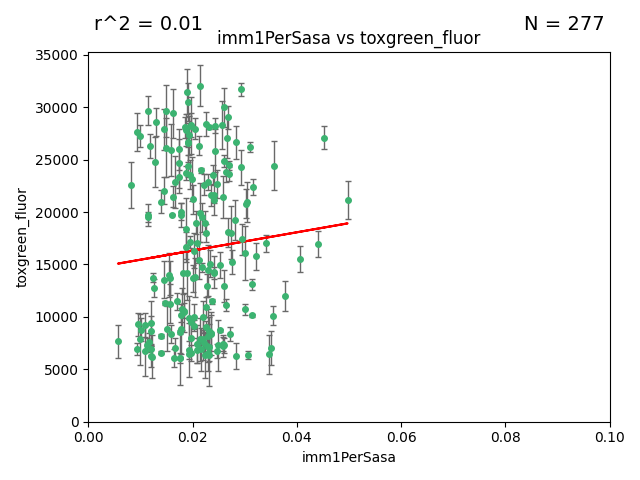 r^2 = 0.01
N = 277
imm1PerSasa vs toxgreen_fluor
35000
30000
25000
20000
15000
10000
5000
0
toxgreen_fluor
0.00
0.02
0.04
0.06
0.08
0.10
imm1PerSasa